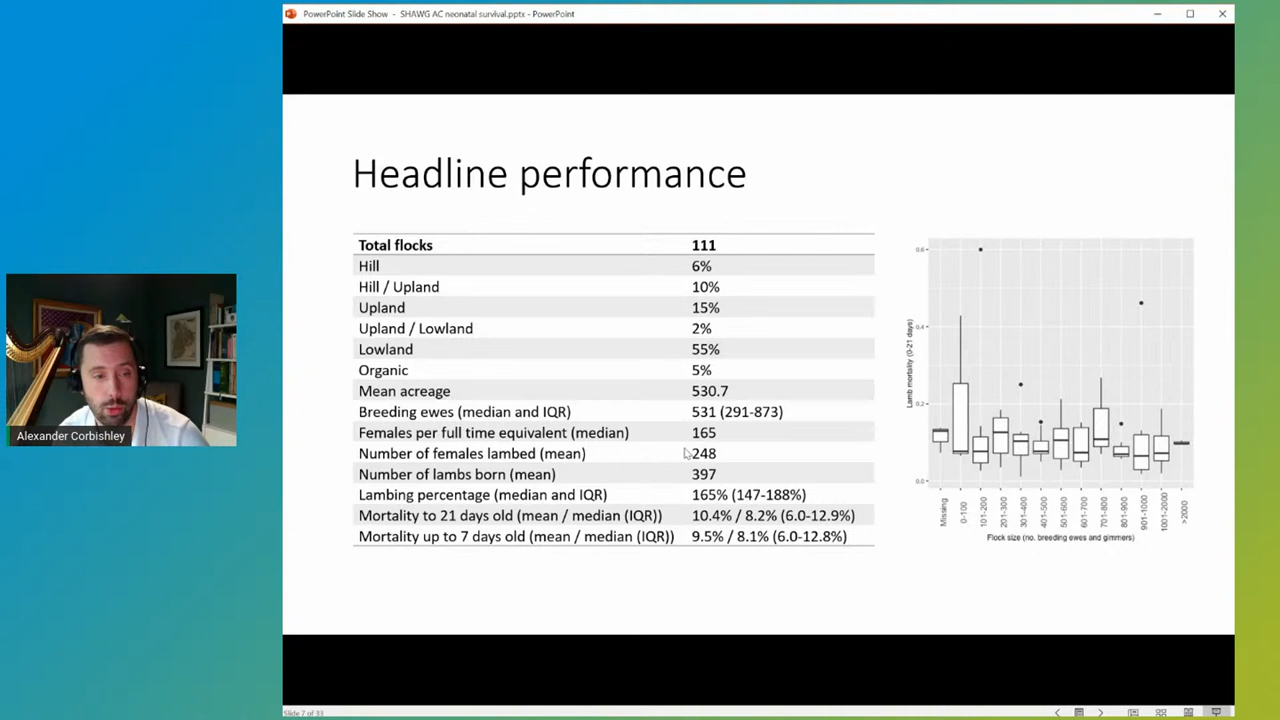 PowerPoint Slide Show - SHAWG AC neonatal survival.pptx - PowerPoint
Headline performance
Total flocks 111
Hill 6%
Hill / Upland 10%
Upland 15%
Upland / Lowland 2%
Lowland 55%
Organic 5%
Mean acreage 530.7
Breeding ewes (median and IQR) 531 (291-873)
Females per full time equivalent (median) 165
Number of females lambed (mean) 248
Number of lambs born (mean) 397
Lambing percentage (median and IQR) 165% (147-188%)
Mortality to 21 days old (mean / median (IQR)) 10.4% / 8.2% (6.0-12.9%)
Mortality up to 7 days old (mean / median (IQR)) 9.5% / 8.1% (6.0-12.8%)
Lamb mortality (0-21 days)
0.6
0.4
0.2
0.0
Missing
0-100
101-200
201-300
301-400
401-500
501-600
601-700
701-800
801-900
901-1000
1001-2000
>2000
Flock size (no. breeding ewes and gimmers)
Alexander Corbishley
Slide 7 of 33